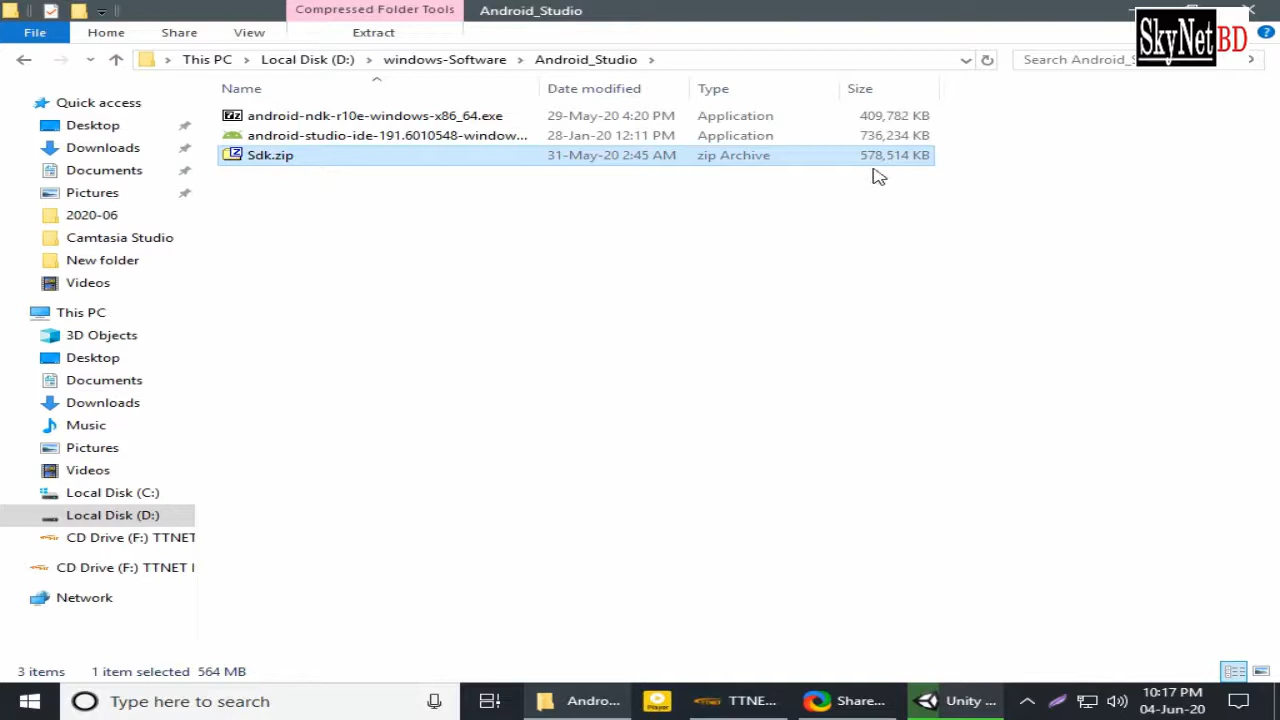 Compressed Folder Tools
Android_Studio
SkyNetBD
File
Home
Share
View
Extract
This PC
Local Disk (D:)
windows-Software
Android_Studio
Search Android_S
Quick access
Desktop
Downloads
Documents
Pictures
2020-06
Camtasia Studio
New folder
Videos
This PC
3D Objects
Desktop
Documents
Downloads
Music
Pictures
Videos
Local Disk (C:)
Local Disk (D:)
CD Drive (F:) TTNET
CD Drive (F:) TTNET I
Network
Name Date modified Type Size
android-ndk-r10e-windows-x86_64.exe 29-May-20 4:20 PM Application 409,782 KB
android-studio-ide-191.6010548-window... 28-Jan-20 12:11 PM Application 736,234 KB
Sdk.zip 31-May-20 2:45 AM zip Archive 578,514 KB
3 items 1 item selected 564 MB
Type here to search
Andro...
Player
TTNE...
Share...
Unity ...
10:17 PM
04-Jun-20